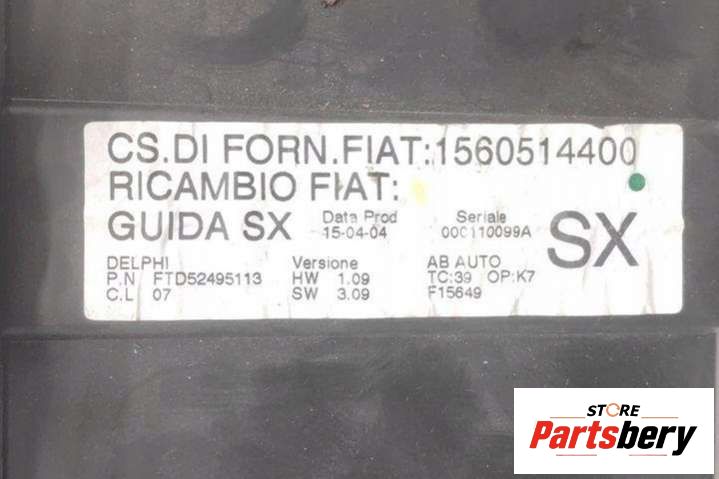 CS.DI FORN.FIAT:1560514400
RICAMBIO FIAT:
GUIDA SX Data Prod 15-04-04 Seriale 000110099A SX
DELPHI Versione AB AUTO
P.N FTD52495113 HW 1.09 TC:39 OP:K7
C.L 07 SW 3.09 F15649
STORE
Partsbery